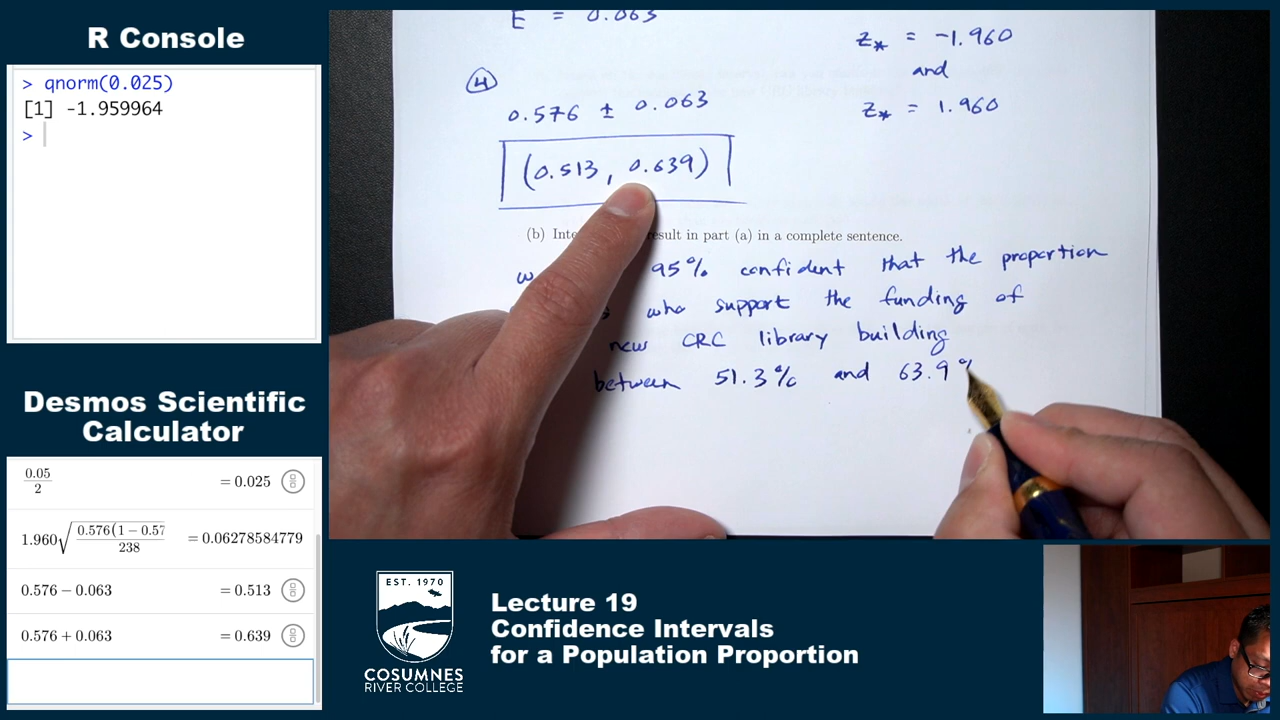 R Console
> qnorm(0.025)
[1] -1.959964
>
Desmos Scientific
Calculator
0.05
2
= 0.025
1.960√ 0.576(1 − 0.57
238
= 0.06278584779
0.576 − 0.063
= 0.513
0.576 + 0.063
= 0.639
E = 0.063
z* = -1.960
and
z* = 1.960
4
0.576 ± 0.063
(0.513, 0.639)
(b) result in part (a) in a complete sentence.
95% confident that the proportion
who support the funding of
new CRC library building
between 51.3% and 63.9%
EST. 1970
COSUMNES
RIVER COLLEGE
Lecture 19
Confidence Intervals
for a Population Proportion